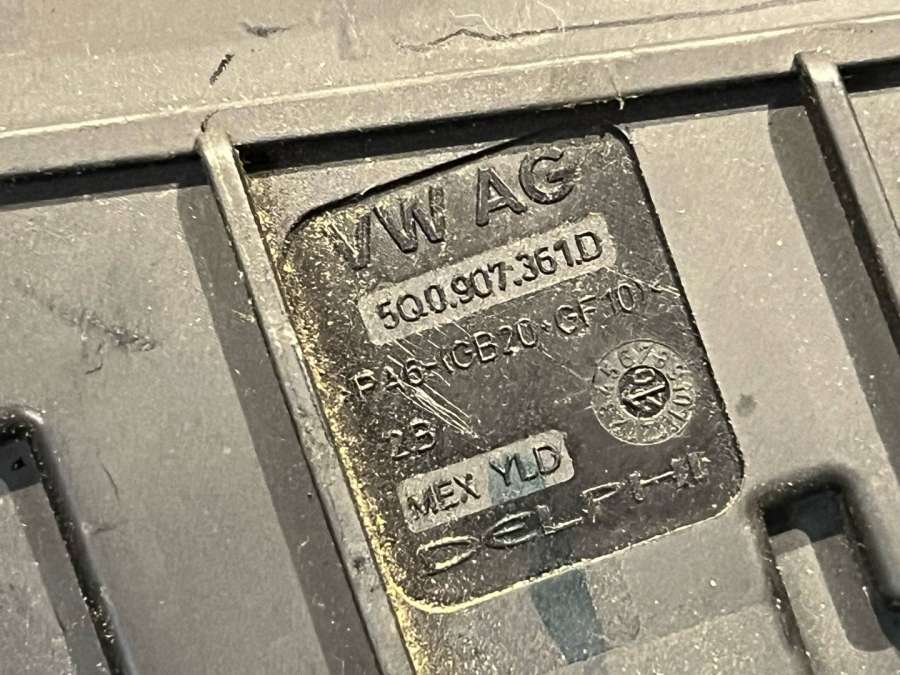 VW AG
5Q0.907.361.D
>PA6-(GB20+GF10)<
2B
MEX YLD
DELPHI